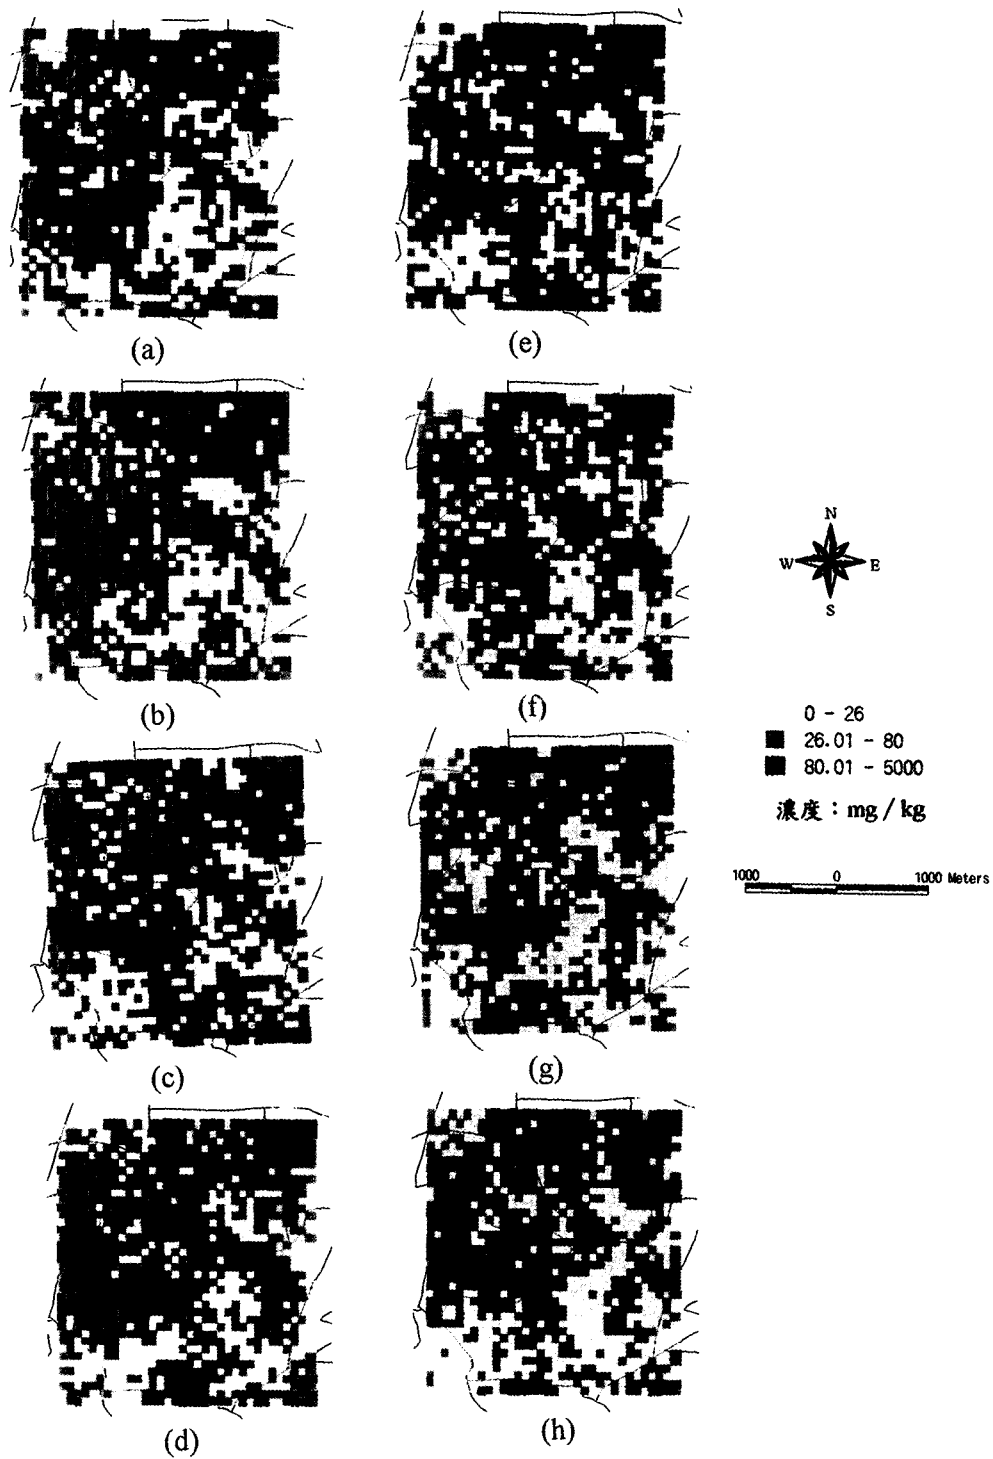 (a)
(e)
(b)
(f)
(c)
(g)
(d)
(h)
N
W E
S
0 - 26
26.01 - 80
80.01 - 5000
濃度：mg / kg
1000 0 1000 Meters